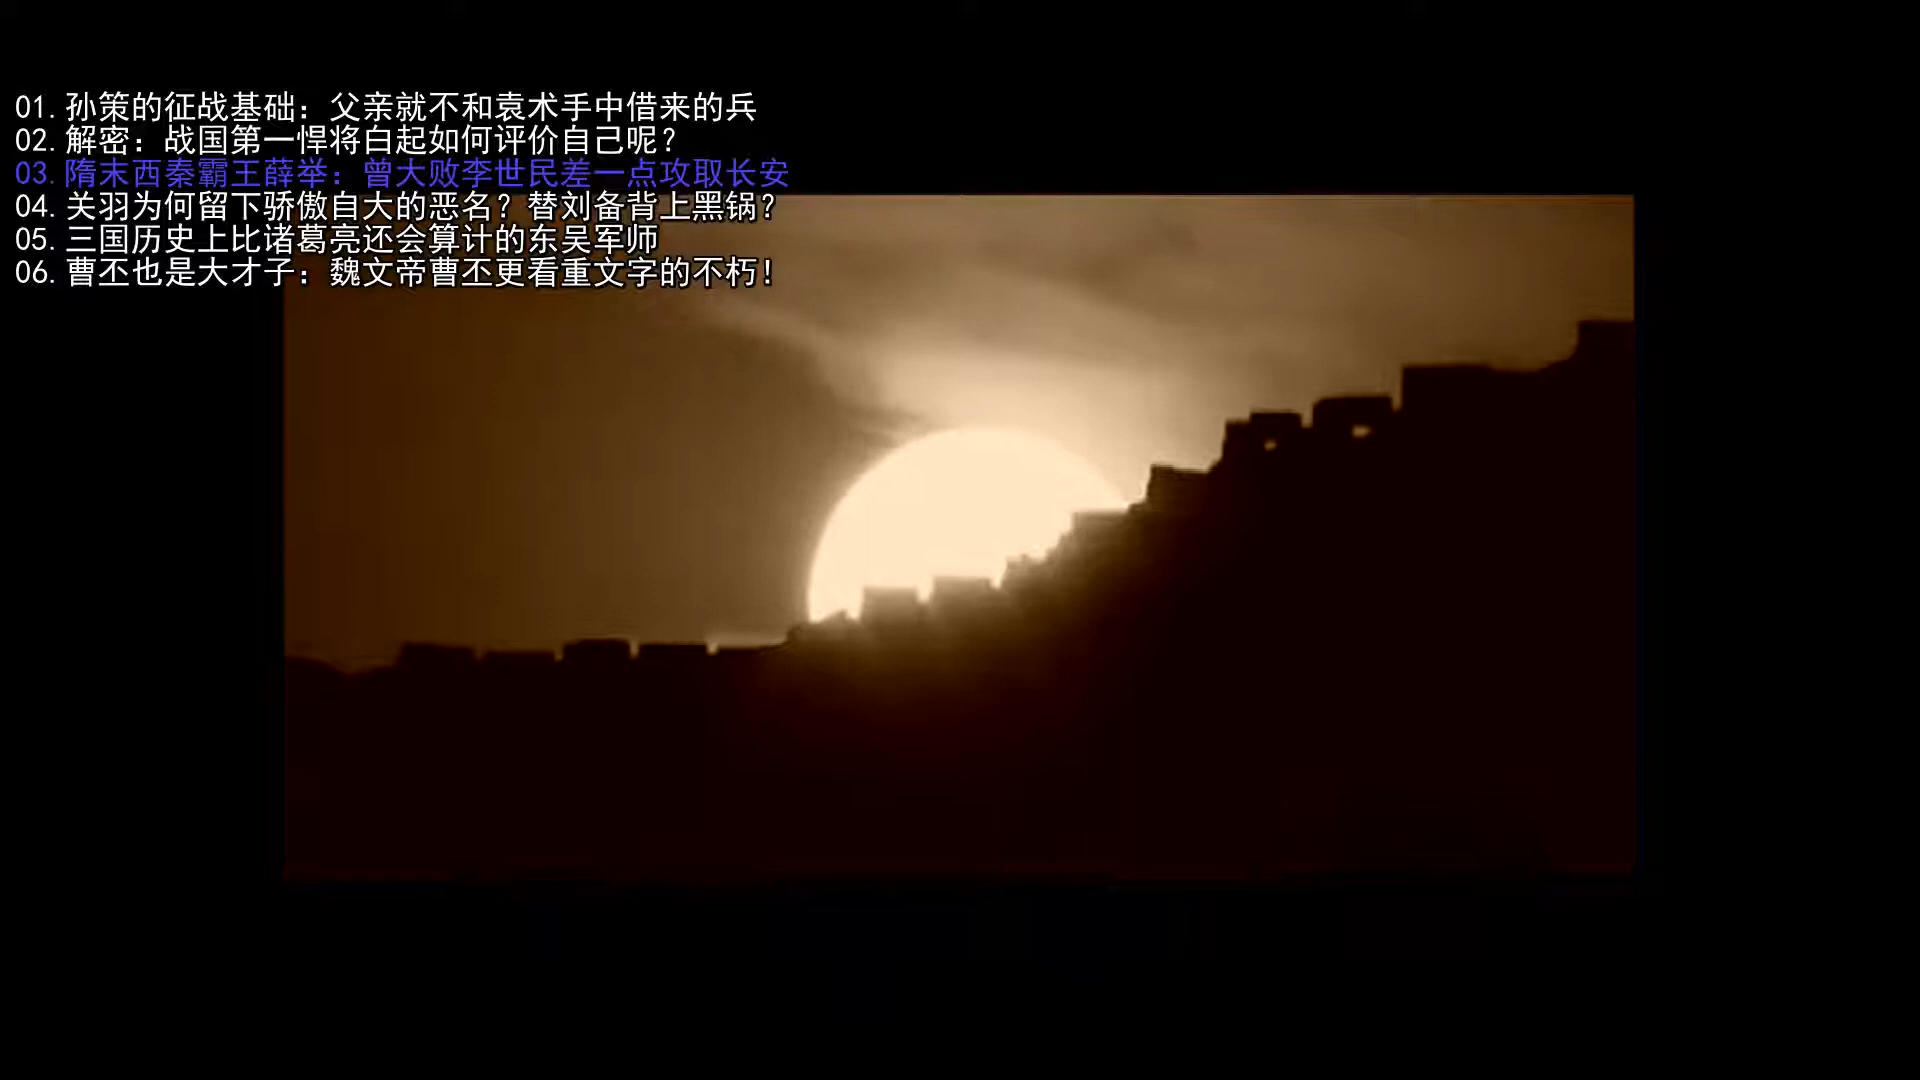 01. 孙策的征战基础：父亲就不和袁术手中借来的兵
02. 解密：战国第一悍将白起如何评价自己呢？
03. 隋末西秦霸王薛举：曾大败李世民差一点攻取长安
04. 关羽为何留下骄傲自大的恶名？替刘备背上黑锅？
05. 三国历史上比诸葛亮还会算计的东吴军师
06. 曹丕也是大才子：魏文帝曹丕更看重文字的不朽！